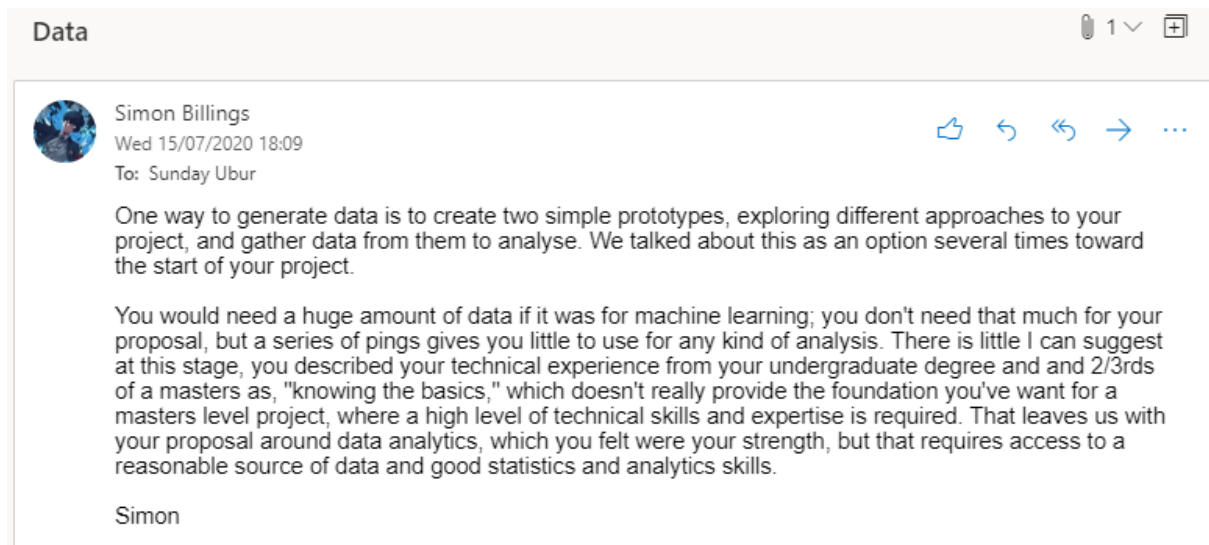 Data
1
Simon Billings
Wed 15/07/2020 18:09
To: Sunday Ubur
One way to generate data is to create two simple prototypes, exploring different approaches to your
project, and gather data from them to analyse. We talked about this as an option several times toward
the start of your project.
You would need a huge amount of data if it was for machine learning; you don't need that much for your
proposal, but a series of pings gives you little to use for any kind of analysis. There is little I can suggest
at this stage, you described your technical experience from your undergraduate degree and and 2/3rds
of a masters as, "knowing the basics," which doesn't really provide the foundation you've want for a
masters level project, where a high level of technical skills and expertise is required. That leaves us with
your proposal around data analytics, which you felt were your strength, but that requires access to a
reasonable source of data and good statistics and analytics skills.
Simon